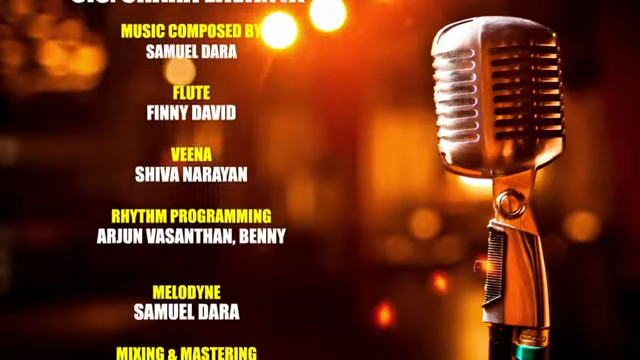 MUSIC COMPOSED BY
SAMUEL DARA
FLUTE
FINNY DAVID
VEENA
SHIVA NARAYAN
RHYTHM PROGRAMMING
ARJUN VASANTHAN, BENNY
MELODYNE
SAMUEL DARA
MIXING & MASTERING